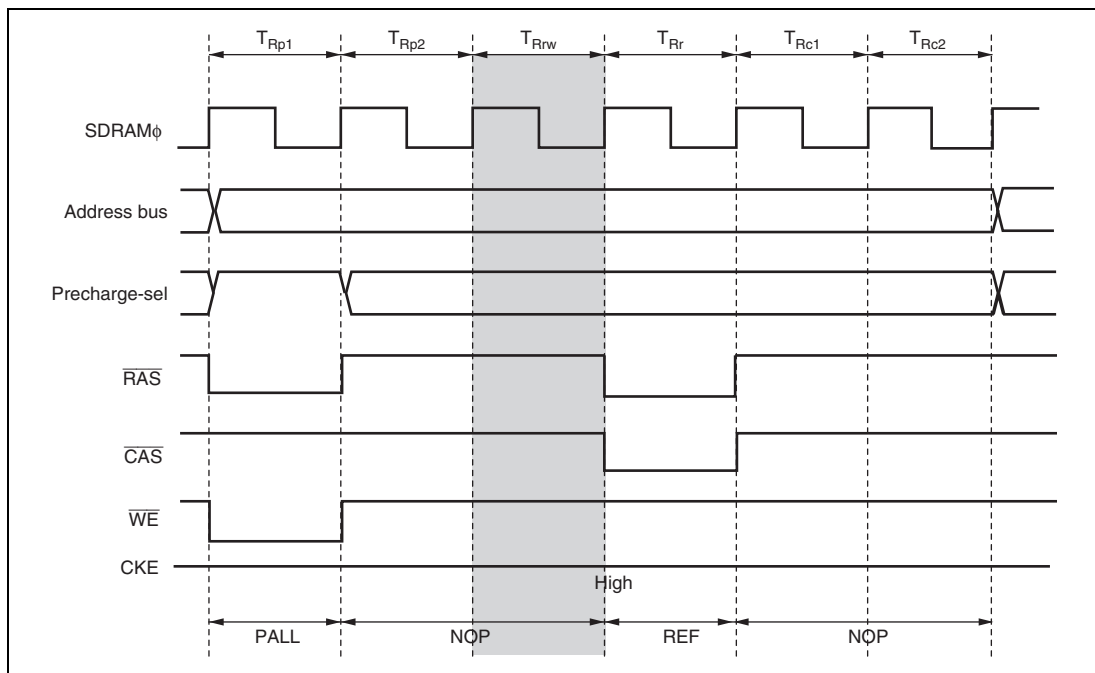 TRp1 TRp2 TRrw TRr TRc1 TRc2
SDRAMϕ
Address bus
Precharge-sel
RAS
CAS
WE
CKE
High
PALL NOP REF NOP